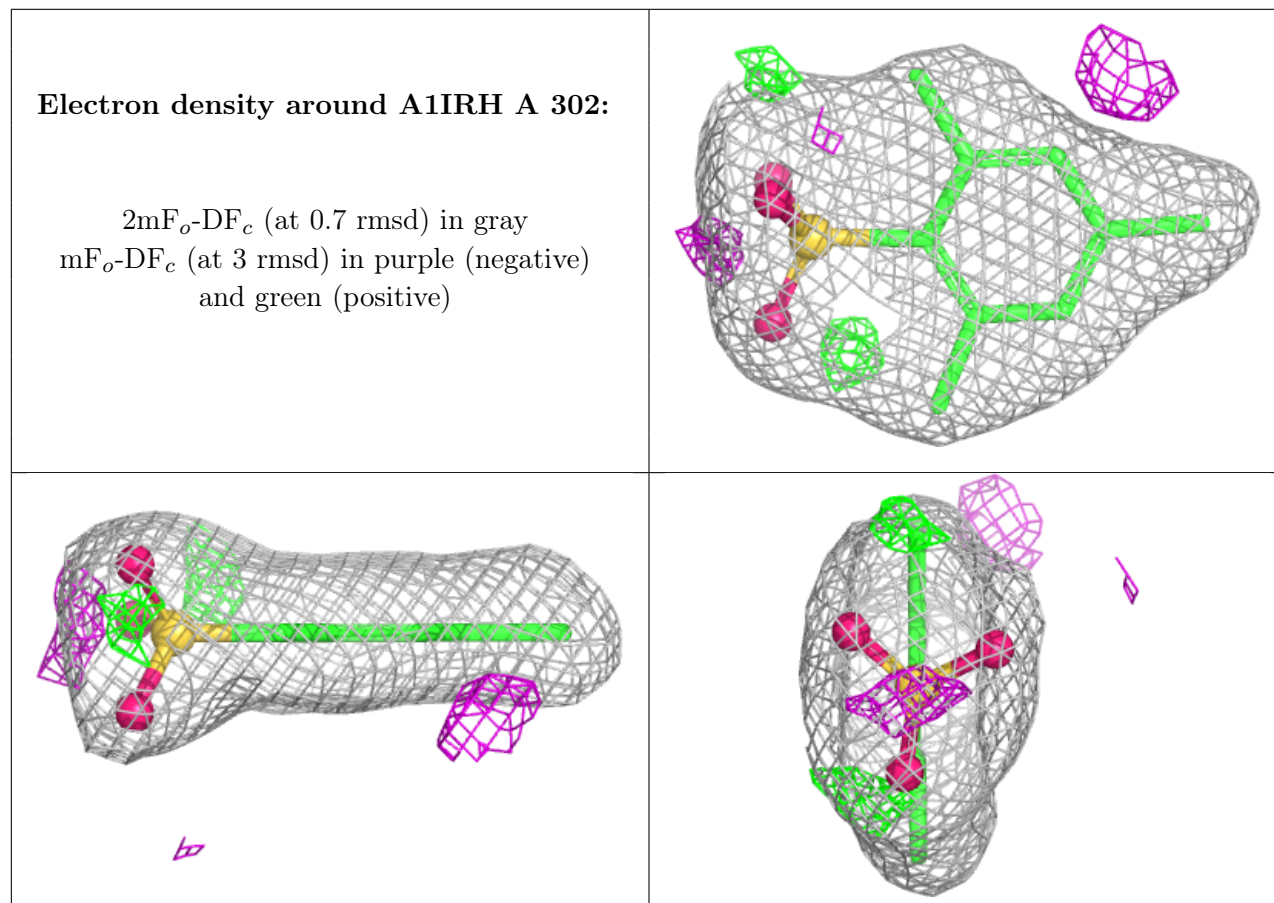 Electron density around A1IRH A 302:
2mFo-DFc (at 0.7 rmsd) in gray
mFo-DFc (at 3 rmsd) in purple (negative)
and green (positive)